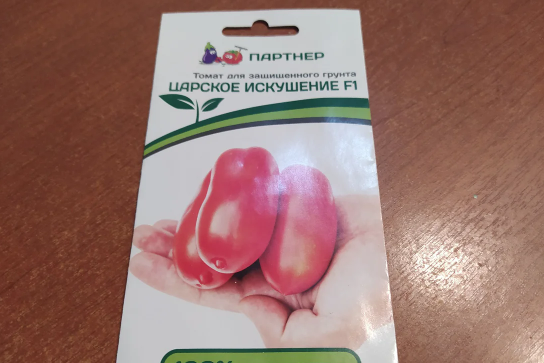 ПАРТНЕР
Томат для защищенного грунта
ЦАРСКОЕ ИСКУШЕНИЕ F1